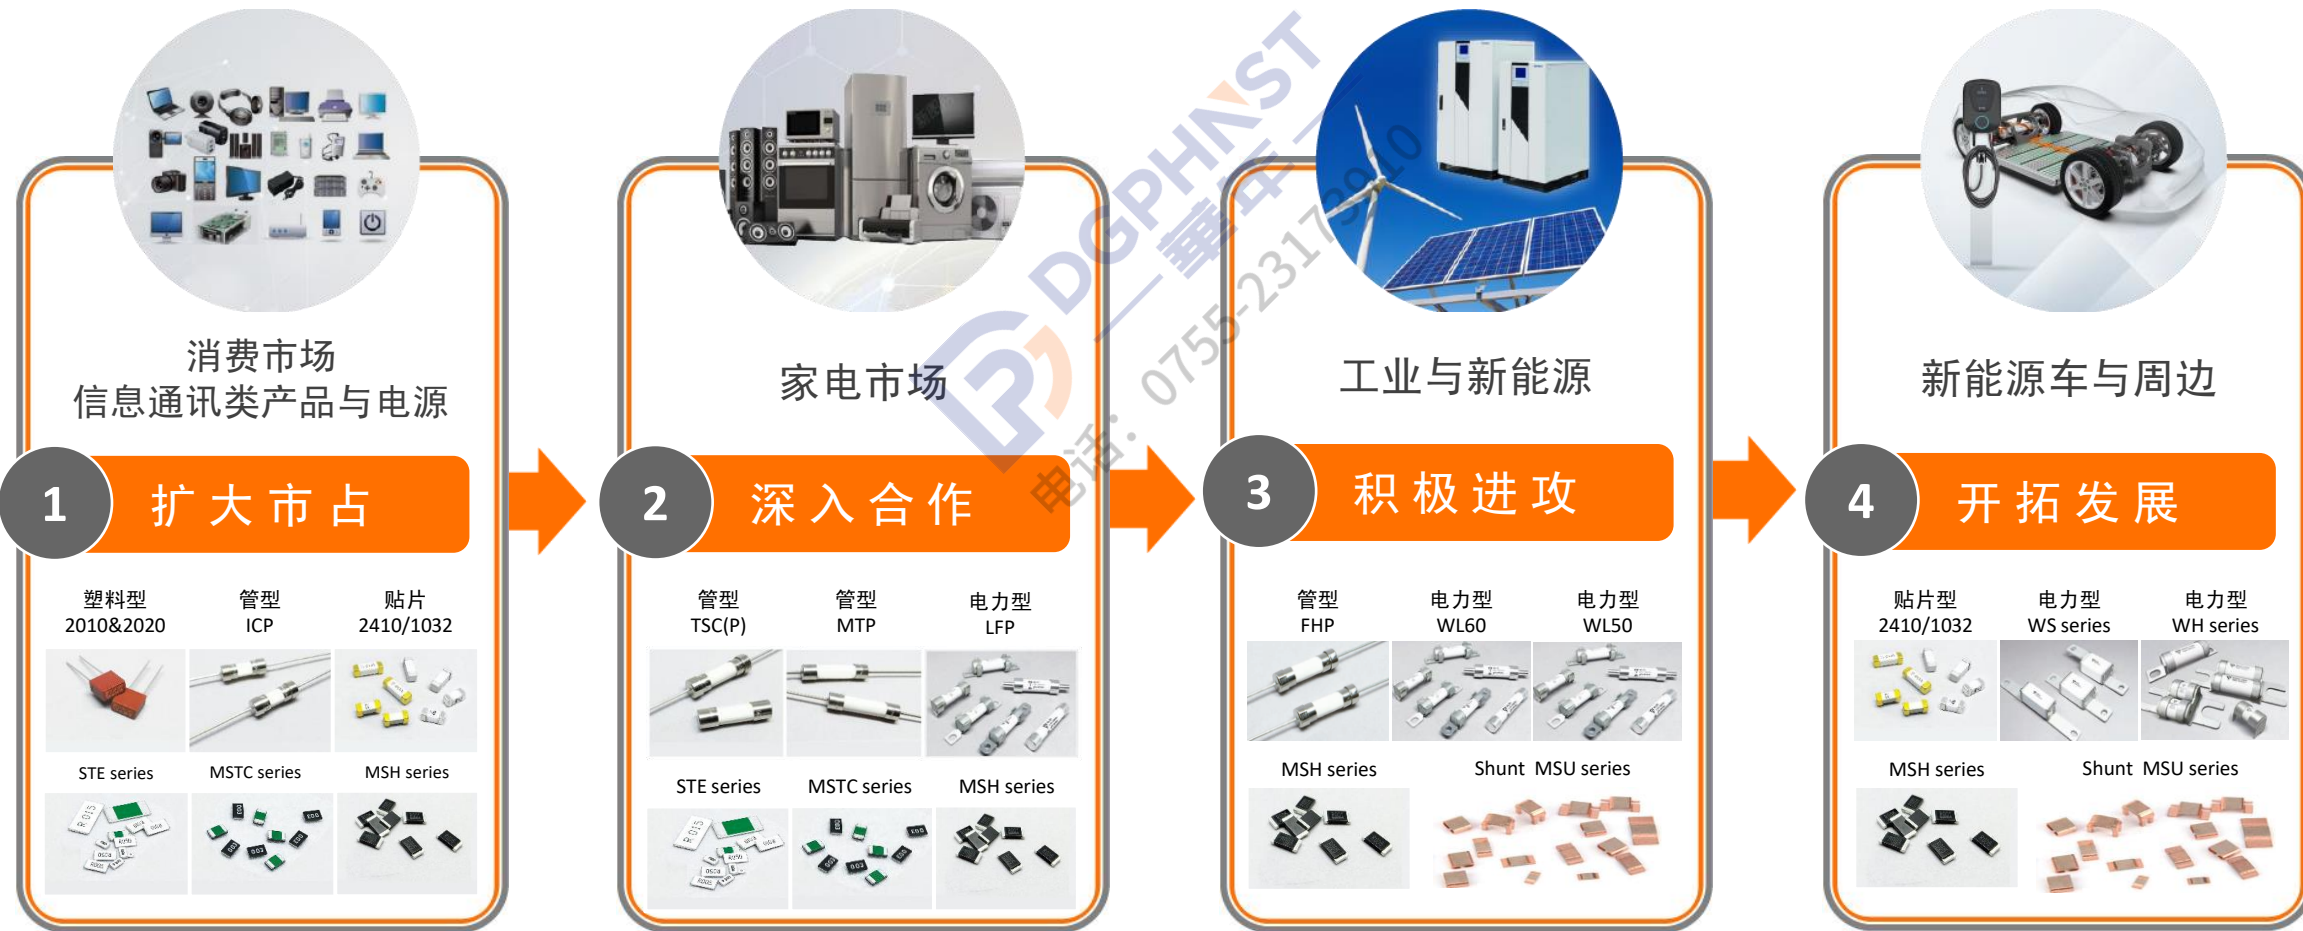 消费市场
信息通讯类产品与电源
1
扩大市占
塑料型
2010&2020
管型
ICP
贴片
2410/1032
STE series
MSTC series
MSH series
家电市场
2
深入合作
管型
TSC(P)
管型
MTP
电力型
LFP
STE series
MSTC series
MSH series
工业与新能源
3
积极进攻
管型
FHP
电力型
WL60
电力型
WL50
MSH series
Shunt MSU series
新能源车与周边
4
开拓发展
贴片型
2410/1032
电力型
WS series
电力型
WH series
MSH series
Shunt MSU series
DGPHNST
電話：0755-23173910